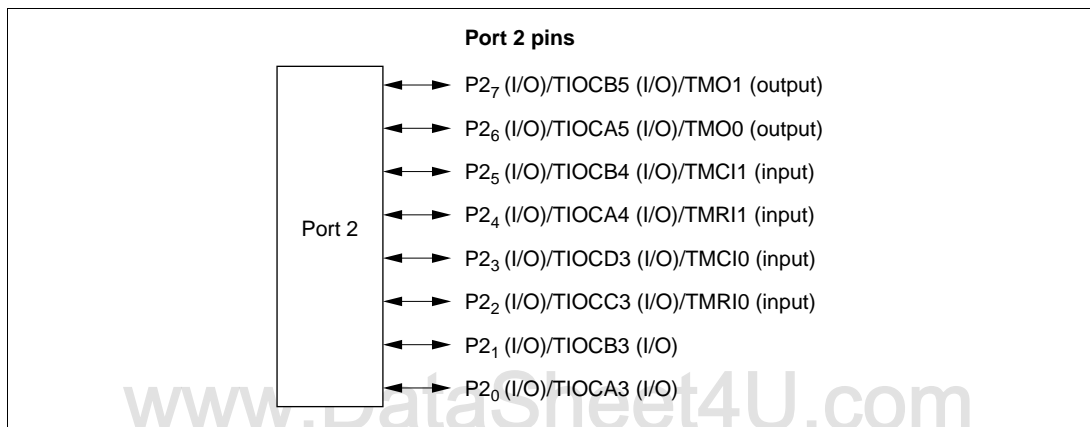 Port 2 pins
P2₇ (I/O)/TIOCB5 (I/O)/TMO1 (output)
P2₆ (I/O)/TIOCA5 (I/O)/TMO0 (output)
P2₅ (I/O)/TIOCB4 (I/O)/TMCI1 (input)
P2₄ (I/O)/TIOCA4 (I/O)/TMRI1 (input)
Port 2
P2₃ (I/O)/TIOCD3 (I/O)/TMCI0 (input)
P2₂ (I/O)/TIOCC3 (I/O)/TMRI0 (input)
P2₁ (I/O)/TIOCB3 (I/O)
P2₀ (I/O)/TIOCA3 (I/O)
www.DataSheet4U.com